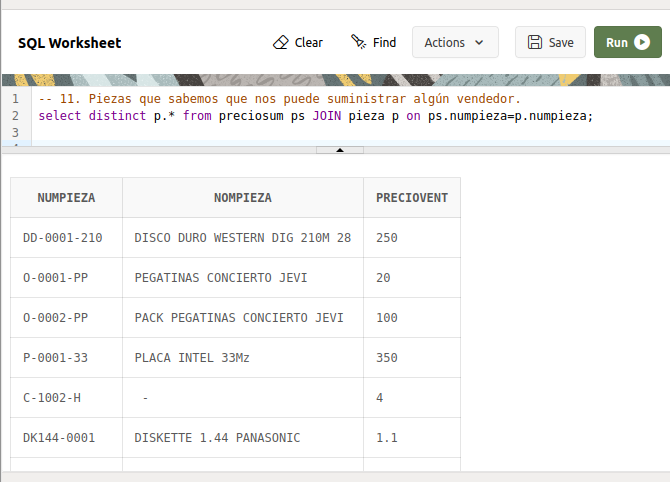 SQL Worksheet Clear Find Actions Save Run
1 -- 11. Piezas que sabemos que nos puede suministrar algún vendedor.
2 select distinct p.* from preciosum ps JOIN pieza p on ps.numpieza=p.numpieza;
3
NUMPIEZA NOMPIEZA PRECIOVENT
DD-0001-210 DISCO DURO WESTERN DIG 210M 28 250
O-0001-PP PEGATINAS CONCIERTO JEVI 20
O-0002-PP PACK PEGATINAS CONCIERTO JEVI 100
P-0001-33 PLACA INTEL 33Mz 350
C-1002-H - 4
DK144-0001 DISKETTE 1.44 PANASONIC 1.1